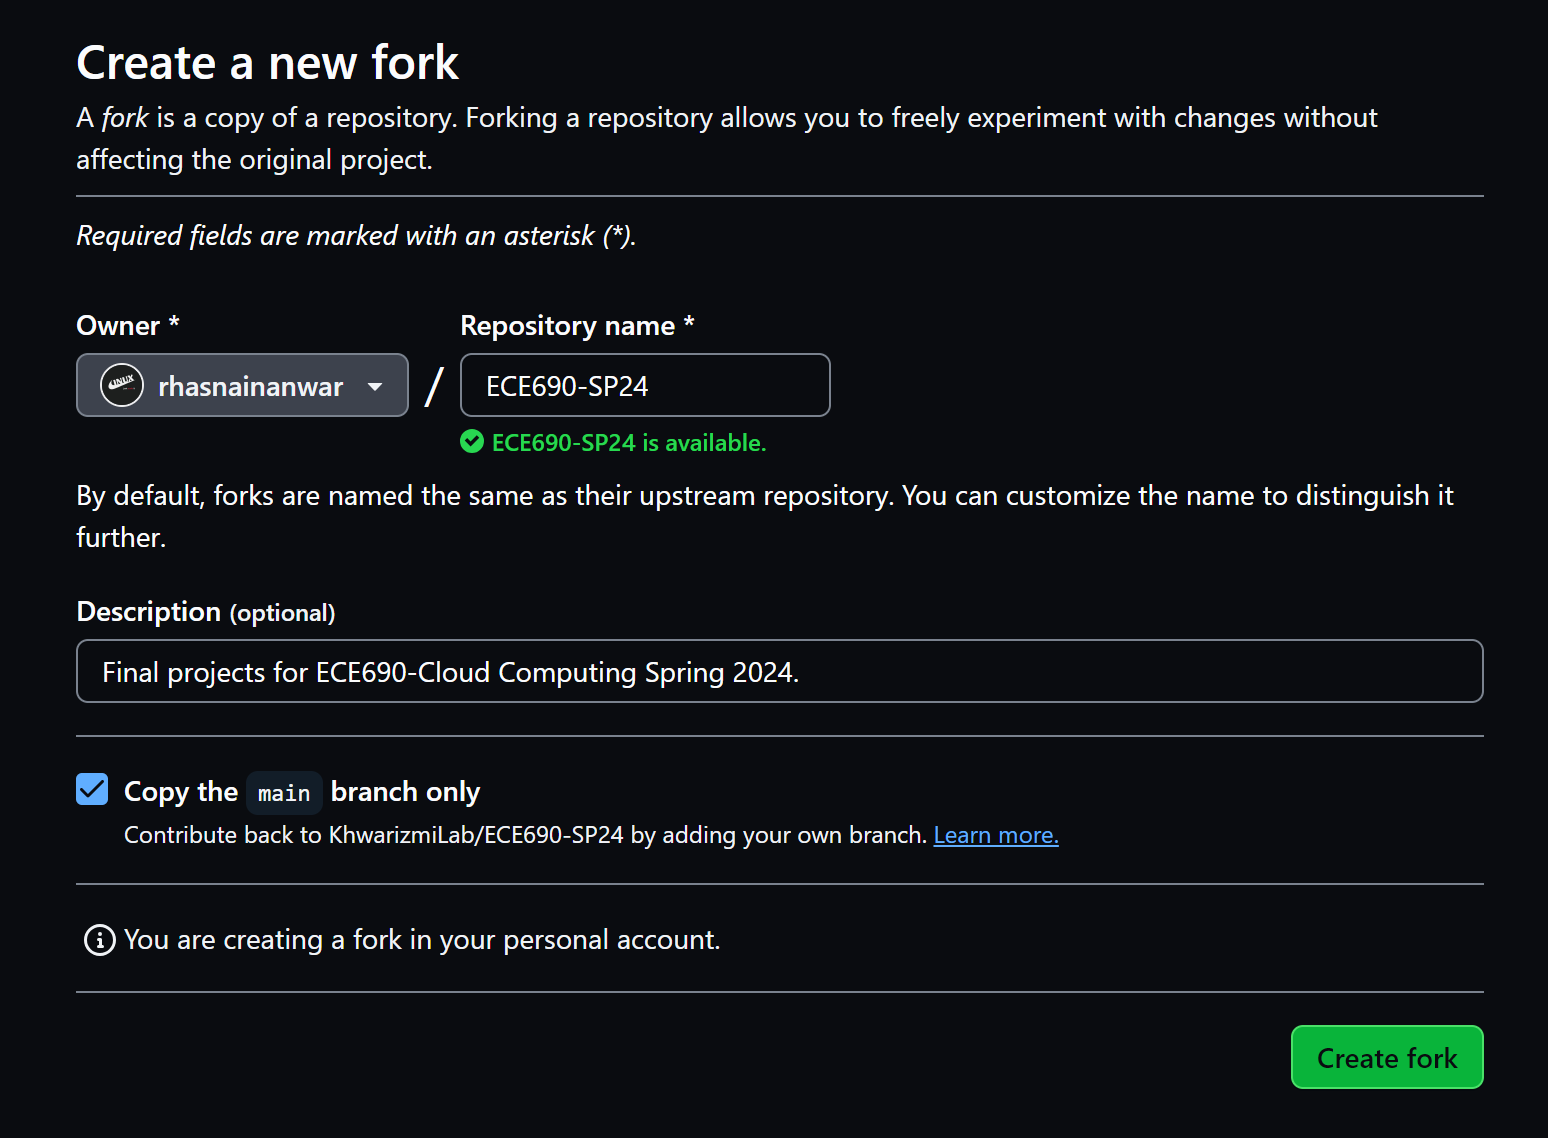 Create a new fork
A fork is a copy of a repository. Forking a repository allows you to freely experiment with changes without
affecting the original project.
Required fields are marked with an asterisk (*).
Owner *
Repository name *
LINUX
rhasnainanwar
/
ECE690-SP24
ECE690-SP24 is available.
By default, forks are named the same as their upstream repository. You can customize the name to distinguish it
further.
Description (optional)
Final projects for ECE690-Cloud Computing Spring 2024.
Copy the main branch only
Contribute back to KhwarizmiLab/ECE690-SP24 by adding your own branch. Learn more.
You are creating a fork in your personal account.
Create fork